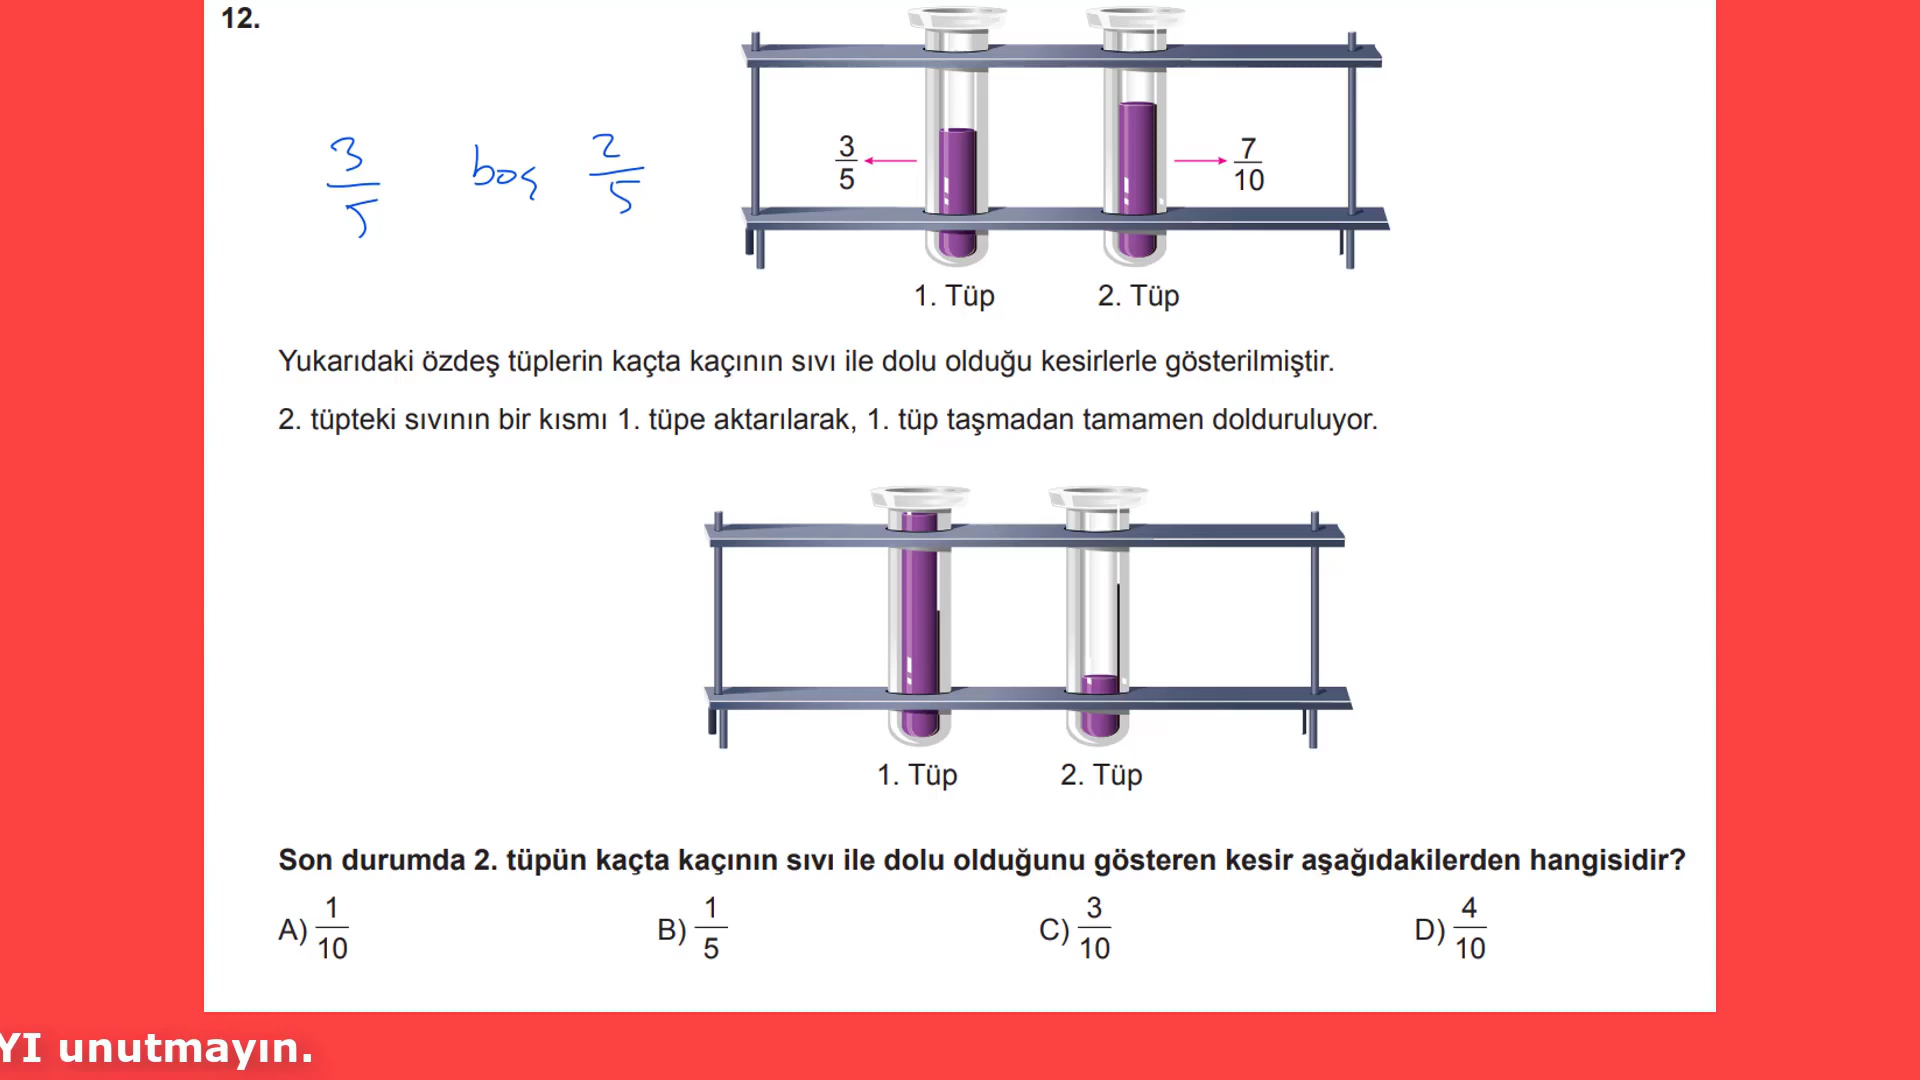 12.
3/5 boş 2/5
3/5
7/10
1. Tüp 2. Tüp
Yukarıdaki özdeş tüplerin kaçta kaçının sıvı ile dolu olduğu kesirlerle gösterilmiştir.
2. tüpteki sıvının bir kısmı 1. tüpe aktarılarak, 1. tüp taşmadan tamamen dolduruluyor.
1. Tüp 2. Tüp
Son durumda 2. tüpün kaçta kaçının sıvı ile dolu olduğunu gösteren kesir aşağıdakilerden hangisidir?
A) 1/10 B) 1/5 C) 3/10 D) 4/10
YI unutmayın.